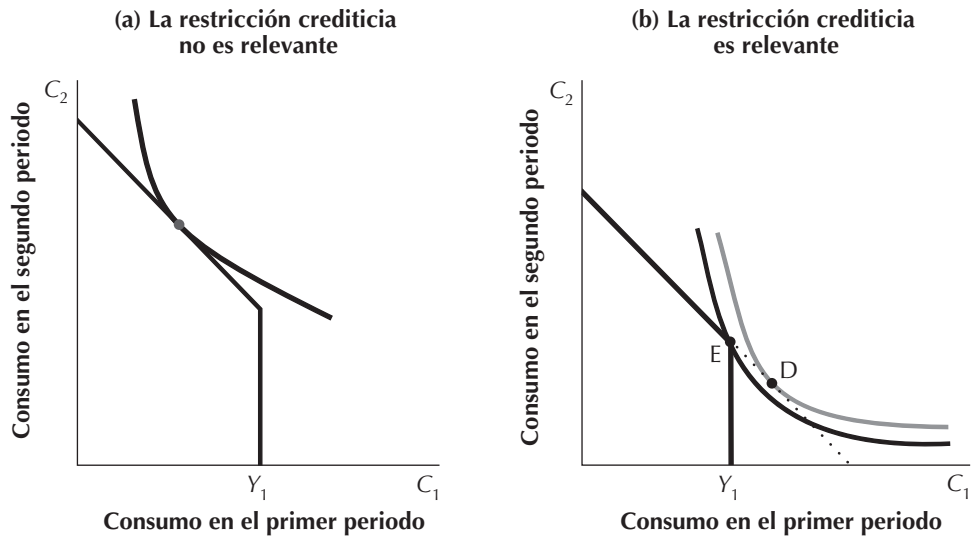 (a) La restricción crediticia
no es relevante
C2
Consumo en el segundo periodo
Y1
C1
Consumo en el primer periodo
(b) La restricción crediticia
es relevante
C2
Consumo en el segundo periodo
E
D
Y1
C1
Consumo en el primer periodo